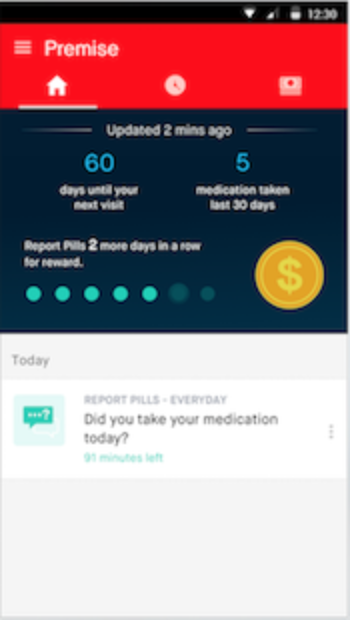 12:30
Premise
Updated 2 mins ago
60
5
days until your
next visit
medication taken
last 30 days
Report Pills 2 more days in a row
for reward.
$
Today
...?
REPORT PILLS - EVERYDAY
Did you take your medication
today?
91 minutes left